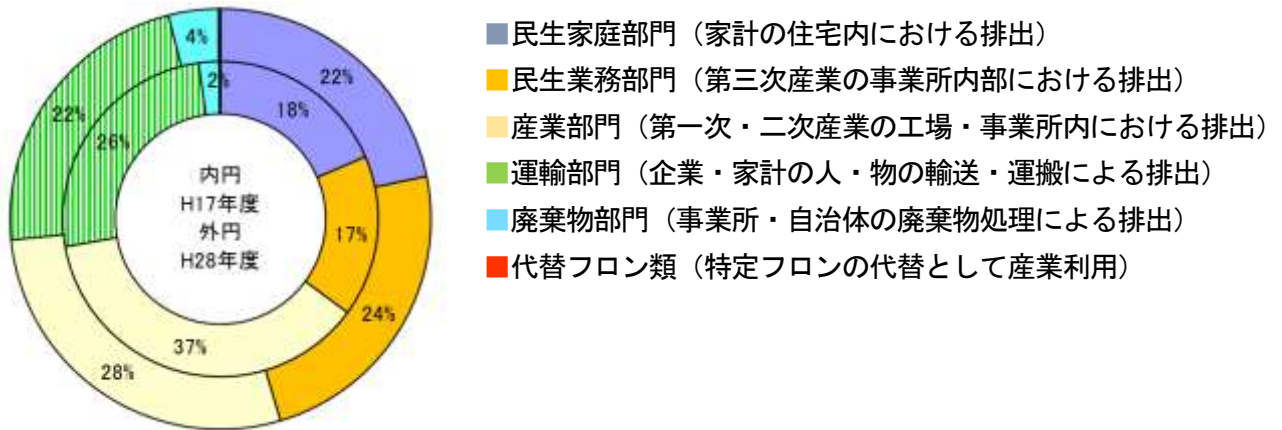 4%
22%
2%
18%
22%
26%
内円
H17年度
外円
H28年度
17%
24%
37%
28%
■民生家庭部門（家計の住宅内における排出）
■民生業務部門（第三次産業の事業所内部における排出）
■産業部門（第一次・二次産業の工場・事業所内における排出）
■運輸部門（企業・家計の人・物の輸送・運搬による排出）
■廃棄物部門（事業所・自治体の廃棄物処理による排出）
■代替フロン類（特定フロンの代替として産業利用）